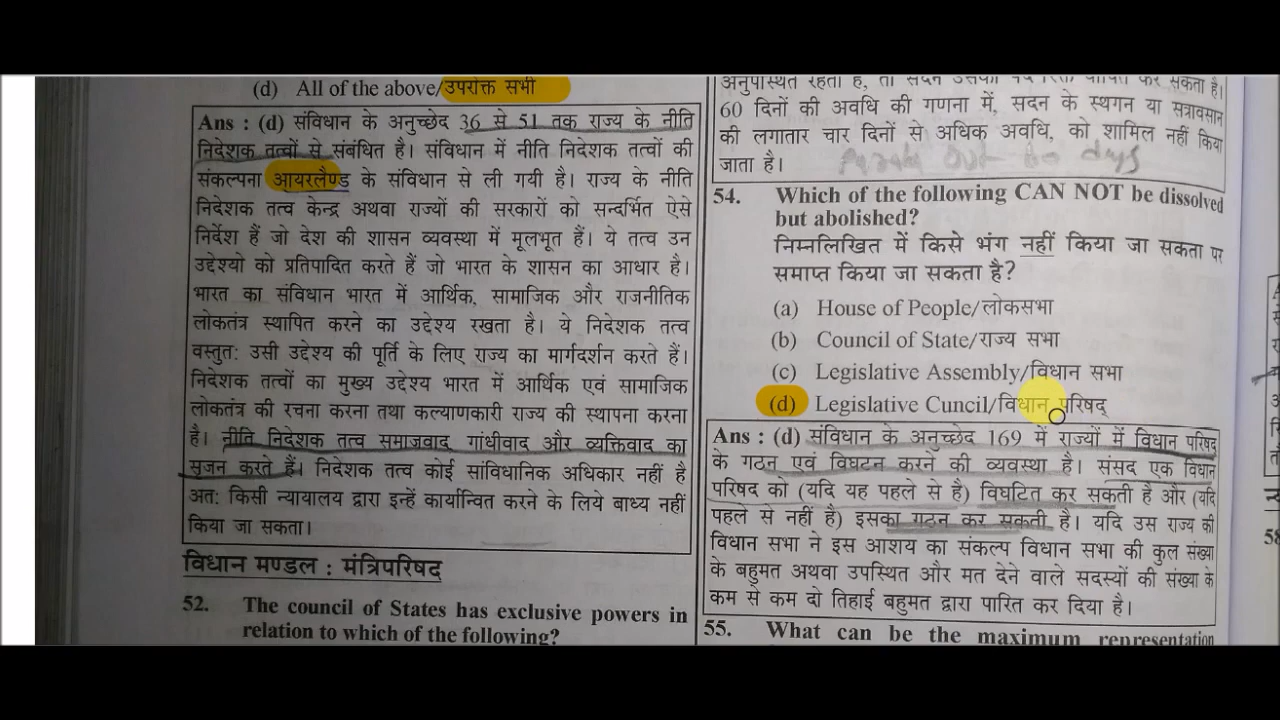 (d) All of the above/उपरोक्त सभी
Ans : (d) संविधान के अनुच्छेद 36 से 51 तक राज्य के नीति
निदेशक तत्वों से संबंधित है। संविधान में नीति निदेशक तत्वों की
संकल्पना आयरलैण्ड के संविधान से ली गयी है। राज्य के नीति
निदेशक तत्व केन्द्र अथवा राज्यों की सरकारों को सन्दर्भित ऐसे
निर्देश हैं जो देश की शासन व्यवस्था में मूलभूत हैं। ये तत्व उन
उद्देश्यो को प्रतिपादित करते हैं जो भारत के शासन का आधार है।
भारत का संविधान भारत में आर्थिक, सामाजिक और राजनीतिक
लोकतंत्र स्थापित करने का उद्देश्य रखता है। ये निदेशक तत्व
वस्तुत: उसी उद्देश्य की पूर्ति के लिए राज्य का मार्गदर्शन करते हैं।
निदेशक तत्वों का मुख्य उद्देश्य भारत में आर्थिक एवं सामाजिक
लोकतंत्र की रचना करना तथा कल्याणकारी राज्य की स्थापना करना
है। नीति निदेशक तत्व समाजवाद, गांधीवाद और व्यक्तिवाद का
सृजन करते हैं। निदेशक तत्व कोई सांविधानिक अधिकार नहीं है
अत: किसी न्यायालय द्वारा इन्हें कार्यान्वित करने के लिये बाध्य नहीं
किया जा सकता।
विधान मण्डल : मंत्रिपरिषद
52. The council of States has exclusive powers in
relation to which of the following?
अनुपस्थित रहता है, तो सदन उसका पद रिक्त घोषित कर सकता है।
60 दिनों की अवधि की गणना में, सदन के स्थगन या सत्रावसान
की लगातार चार दिनों से अधिक अवधि, को शामिल नहीं किया
जाता है।
days
54. Which of the following CAN NOT be dissolved
but abolished?
निम्नलिखित में किसे भंग नहीं किया जा सकता पर
समाप्त किया जा सकता है?
(a) House of People/लोकसभा
(b) Council of State/राज्य सभा
(c) Legislative Assembly/विधान सभा
(d) Legislative Cuncil/विधान परिषद्
Ans : (d) संविधान के अनुच्छेद 169 में राज्यों में विधान परिषद
के गठन एवं विघटन करने की व्यवस्था है। संसद एक विधान
परिषद को (यदि यह पहले से है) विघटित कर सकती है और (यदि
पहले से नहीं है) इसका गठन कर सकती है। यदि उस राज्य की
विधान सभा ने इस आशय का संकल्प विधान सभा की कुल संख्या
के बहुमत अथवा उपस्थित और मत देने वाले सदस्यों की संख्या के
कम से कम दो तिहाई बहुमत द्वारा पारित कर दिया है।
55. What can be the maximum representation
58